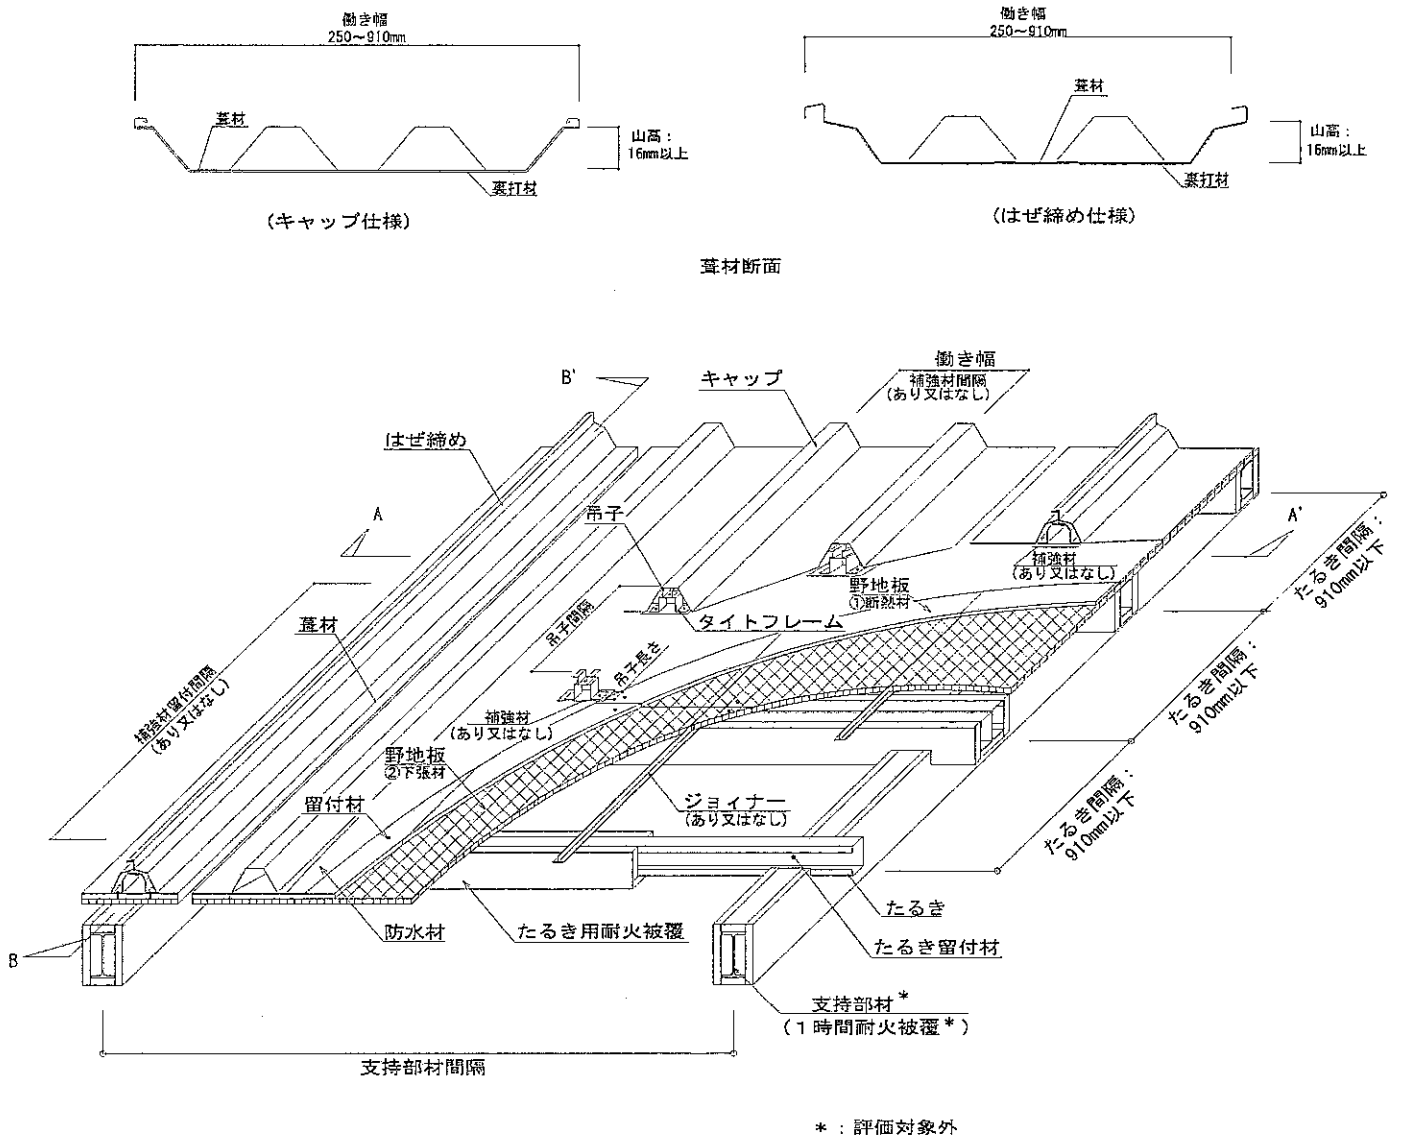 働き幅
250～910mm
葺材
山高：
16mm以上
裏打材
(キャップ仕様)
働き幅
250～910mm
葺材
山高：
16mm以上
裏打材
(はぜ締め仕様)
葺材断面
B'
キャップ
働き幅
補強材間隔
(あり又はなし)
はぜ締め
A
吊子
A'
補強材
(あり又はなし)
野地板
①断熱材
たるき間隔：
910mm以下
吊子間隔
タイトフレーム
葺材
吊子長さ
たるき間隔：
910mm以下
補強材留付間隔
(あり又はなし)
補強材
(あり又はなし)
野地板
②下張材
留付材
ジョイナー
(あり又はなし)
たるき間隔：
910mm以下
たるき
防水材
たるき用耐火被覆
たるき留付材
B
支持部材*
(1時間耐火被覆*)
支持部材間隔
*：評価対象外